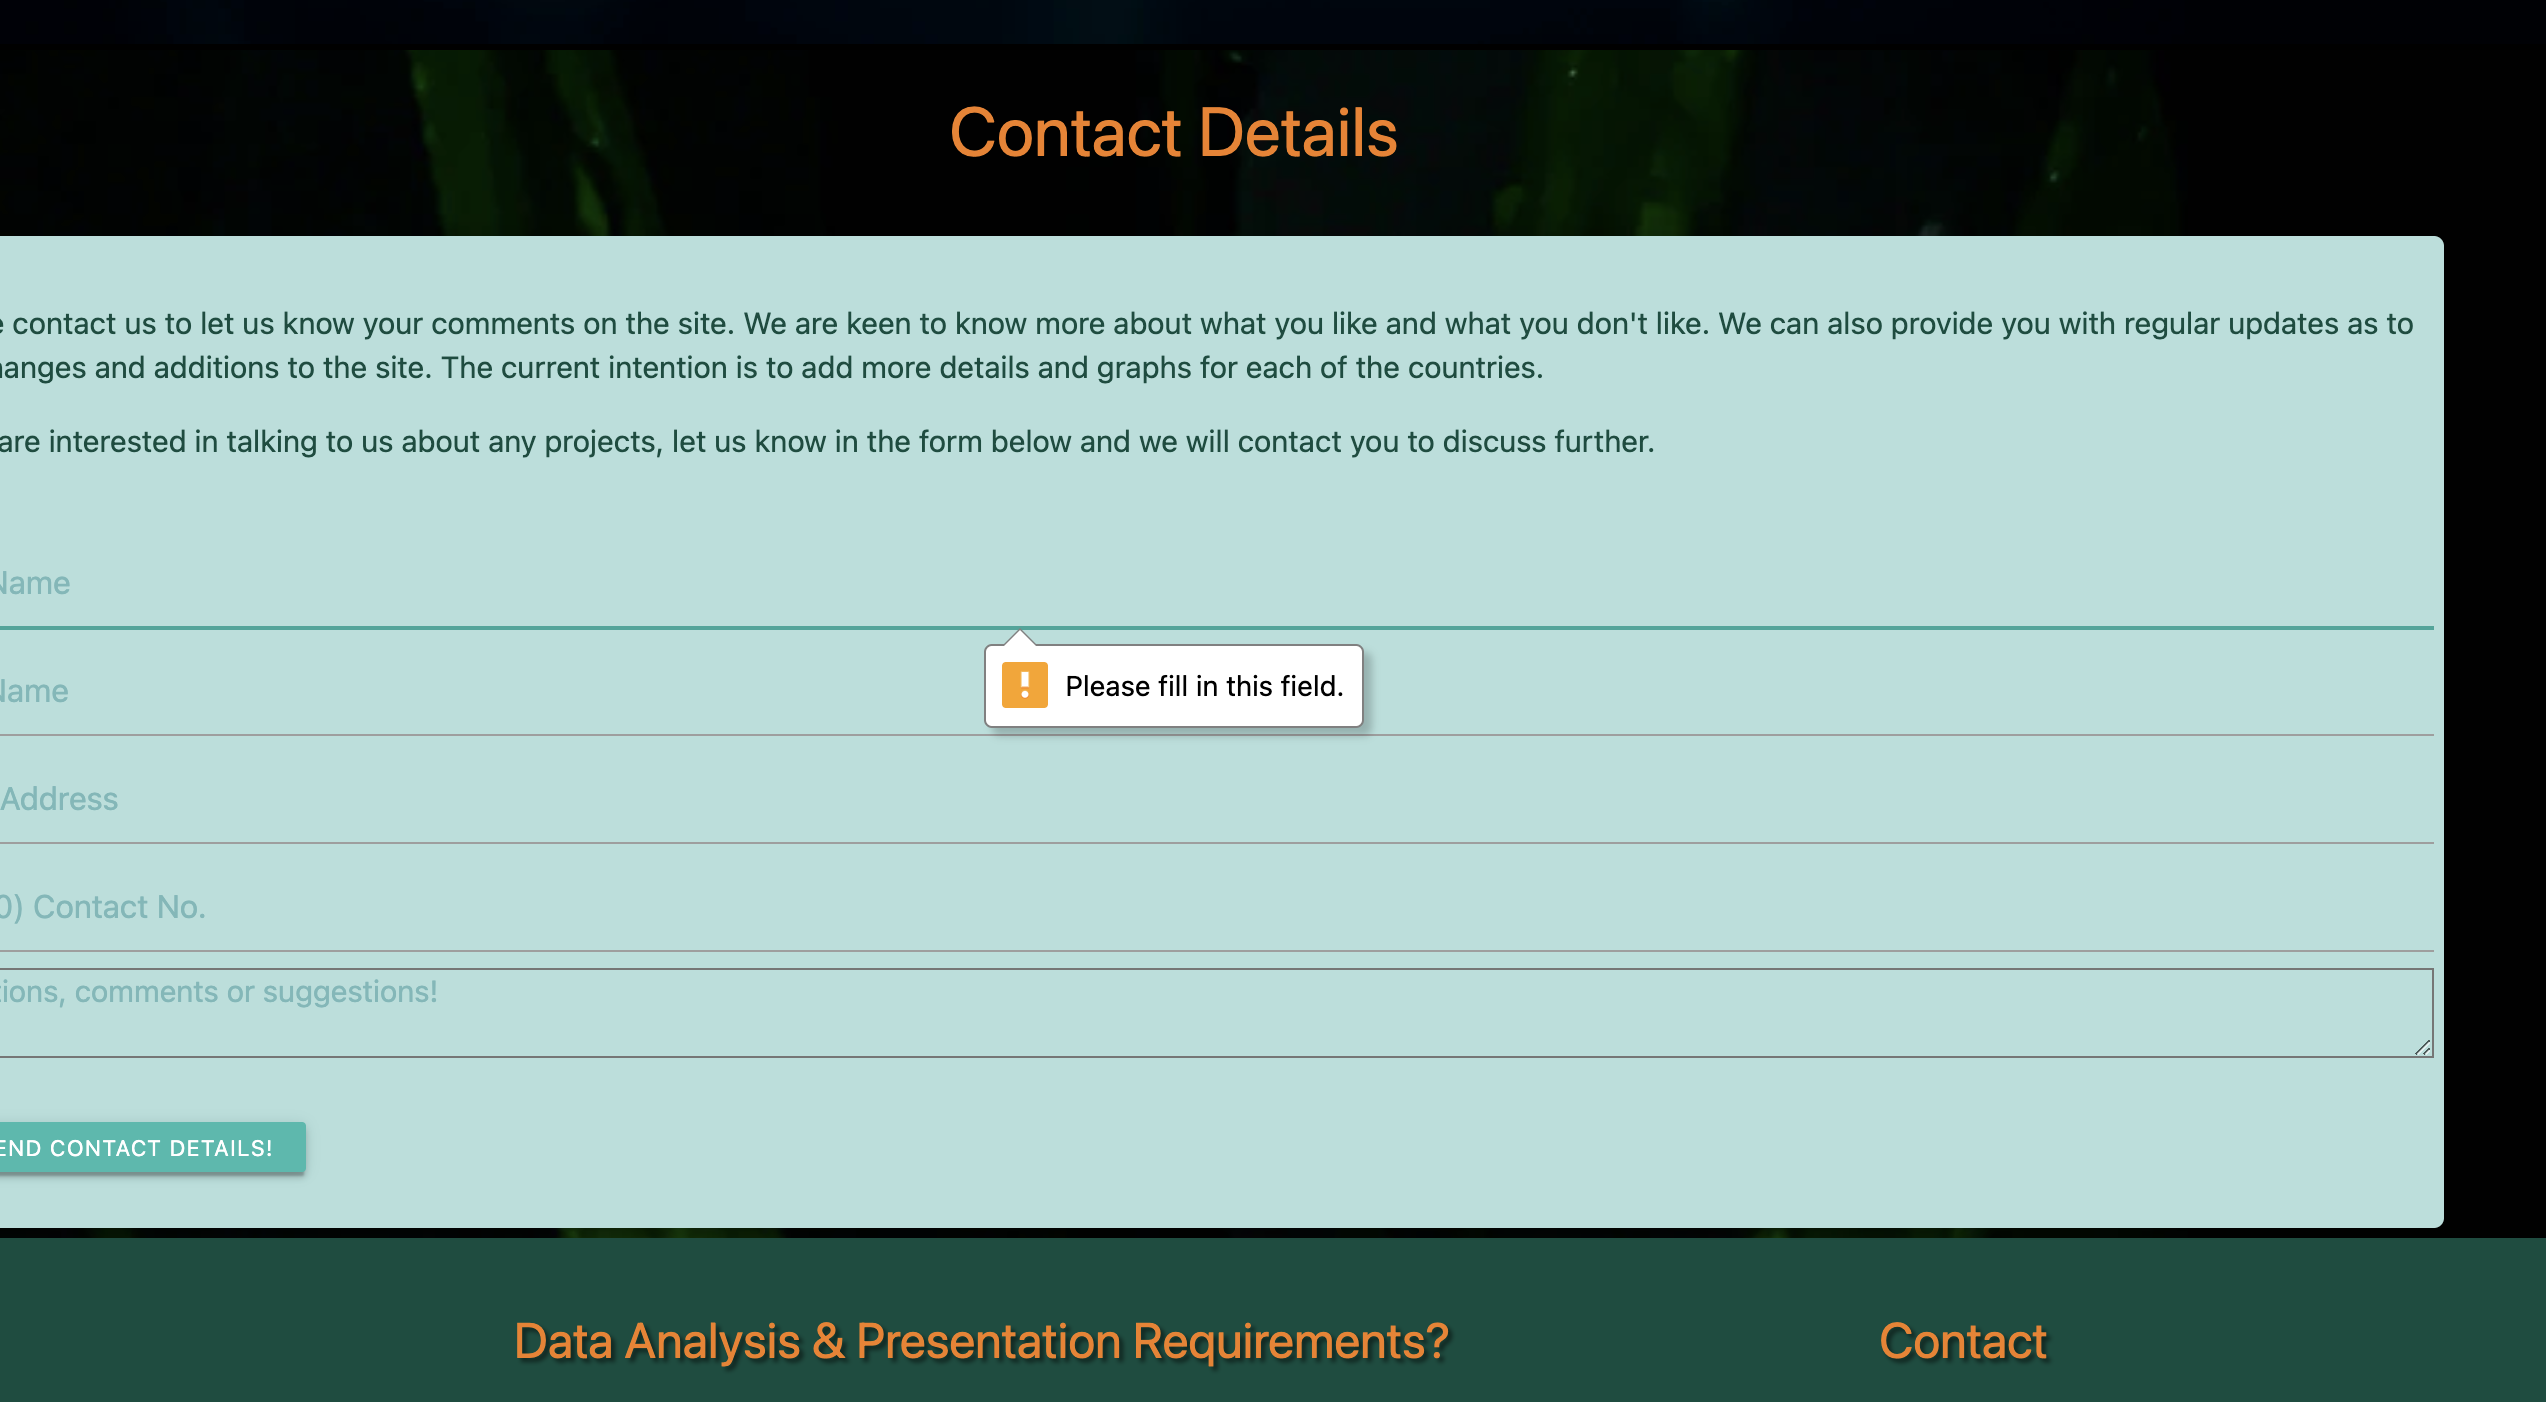 Contact Details
contact us to let us know your comments on the site. We are keen to know more about what you like and what you don't like. We can also provide you with regular updates as to
and additions to the site. The current intention is to add more details and graphs for each of the countries.
are interested in talking to us about any projects, let us know in the form below and we will contact you to discuss further.
Name
Please fill in this field.
Name
Address
0) Contact No.
tions, comments or suggestions!
END CONTACT DETAILS!
Data Analysis & Presentation Requirements?
Contact